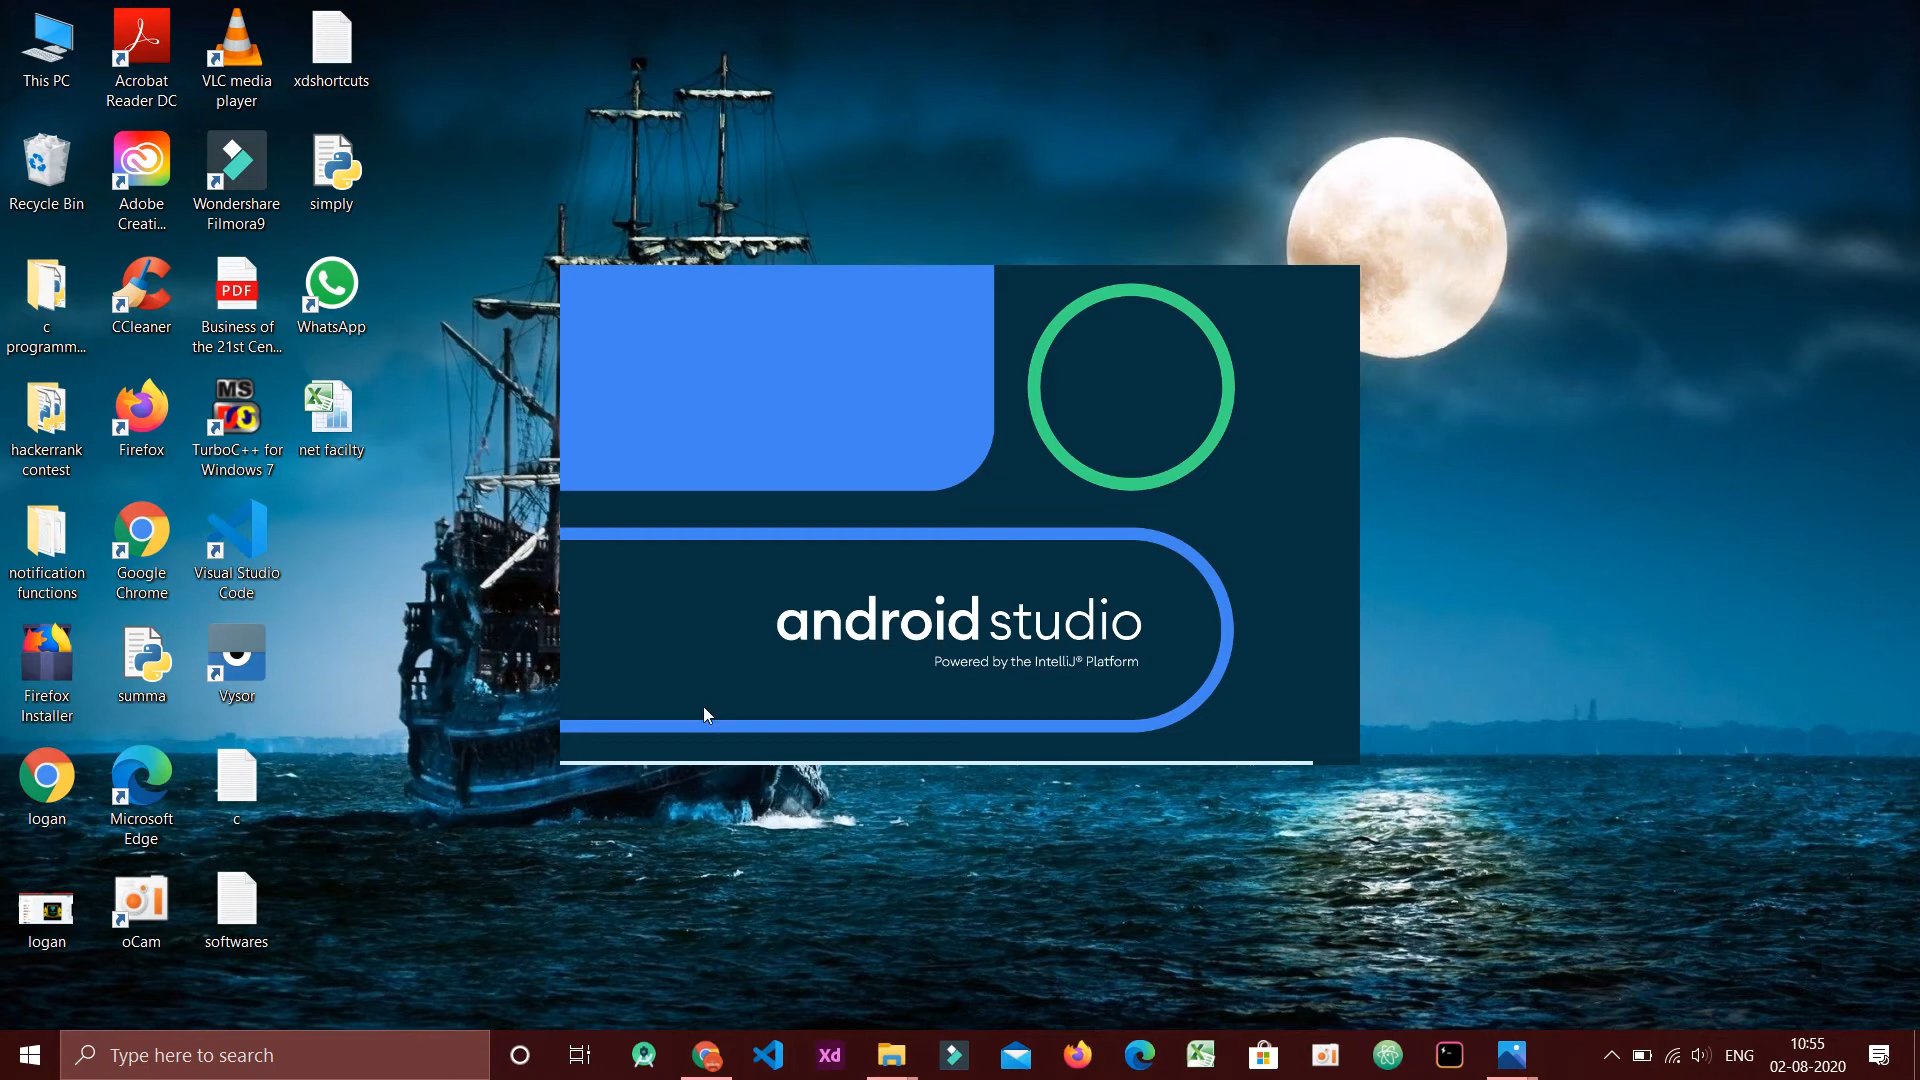 This PC
Acrobat
Reader DC
VLC media
player
xdshortcuts
Recycle Bin
Adobe
Creati...
Wondershare
Filmora9
simply
c
programm...
CCleaner
PDF
Business of
the 21st Cen...
WhatsApp
hackerrank
contest
Firefox
MS
TurboC++ for
Windows 7
net facilty
notification
functions
Google
Chrome
Visual Studio
Code
Firefox
Installer
summa
Vysor
logan
Microsoft
Edge
c
logan
oCam
softwares
android studio
Powered by the IntelliJ® Platform
Type here to search
Xd
ENG
10:55
02-08-2020